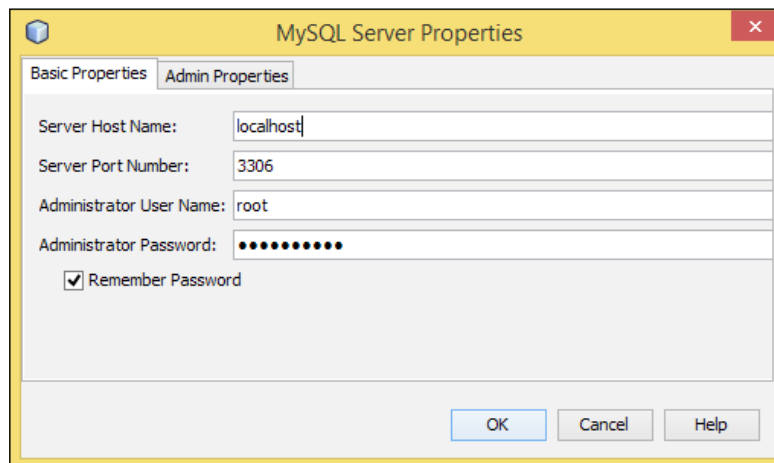 MySQL Server Properties
Basic Properties Admin Properties
Server Host Name: localhost
Server Port Number: 3306
Administrator User Name: root
Administrator Password: ••••••••••
Remember Password
OK Cancel Help